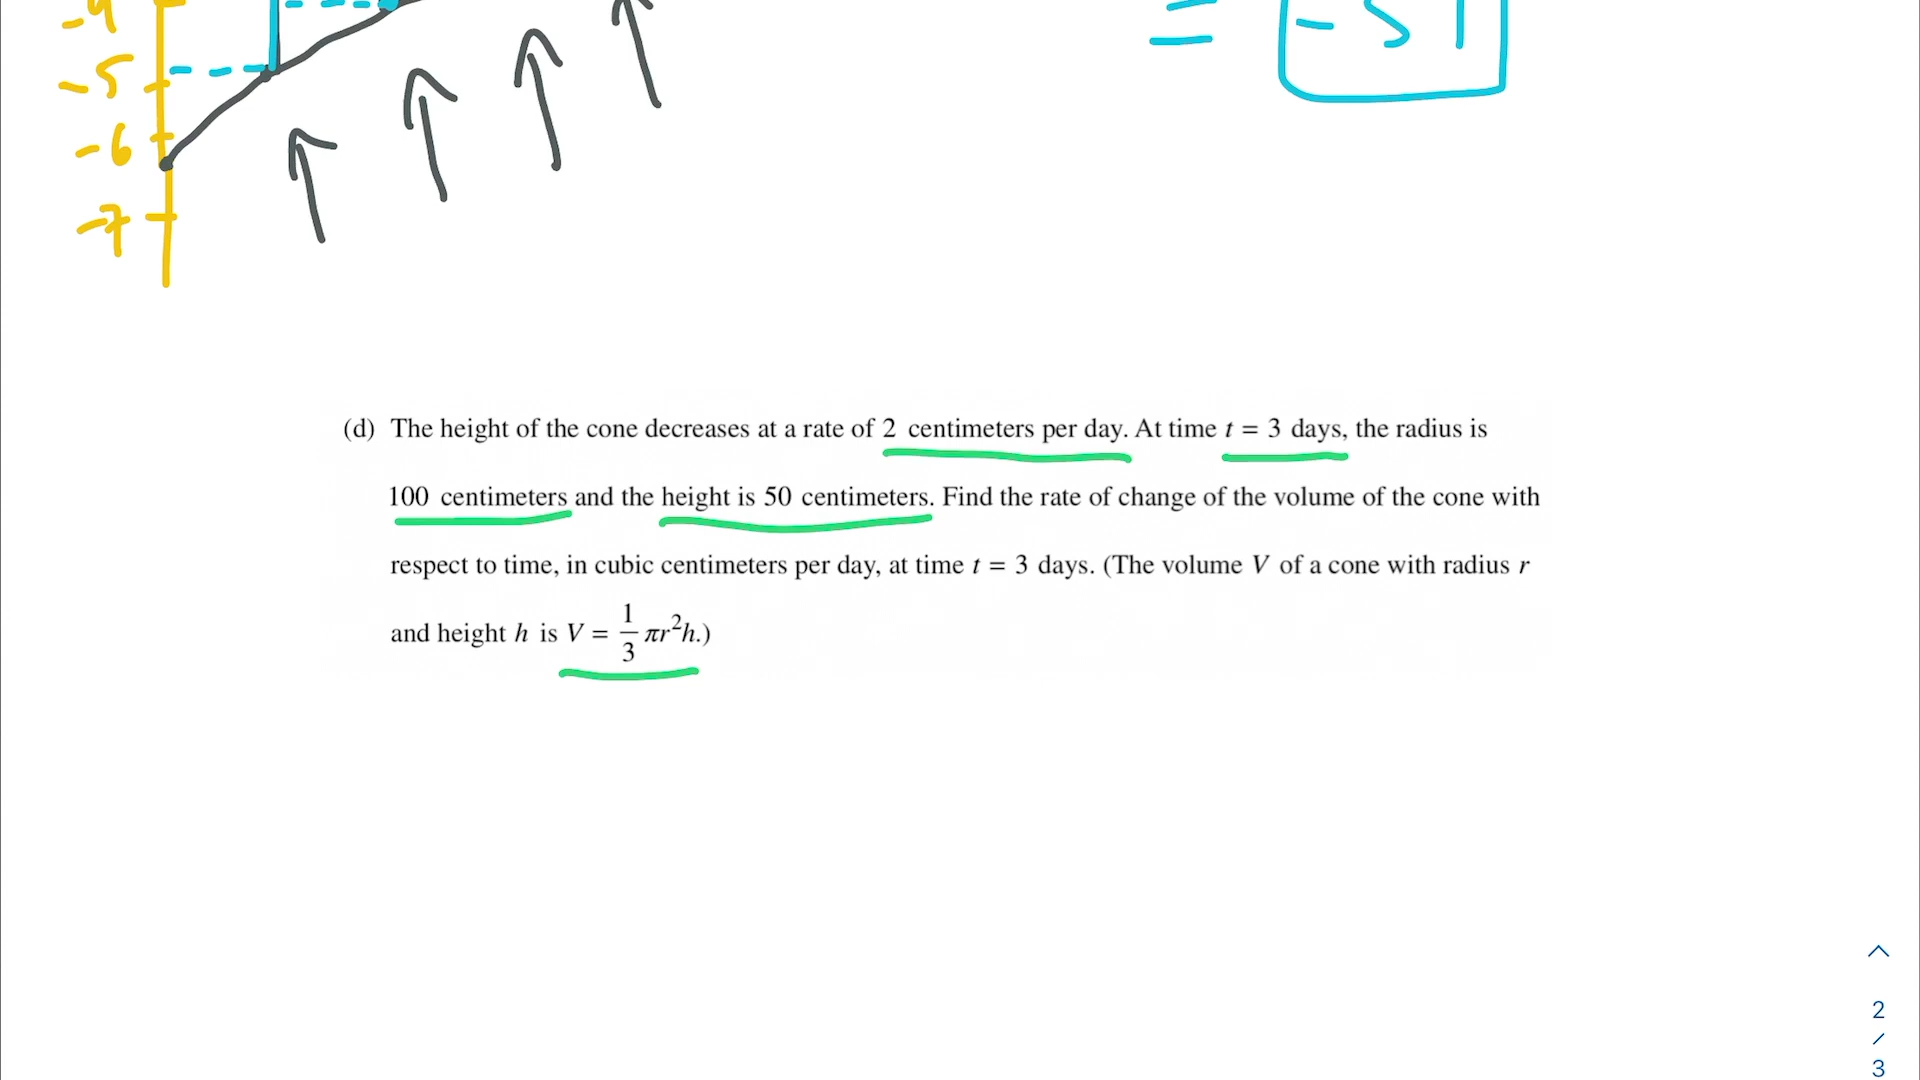 -4
= -51
-5
-6
-7
(d) The height of the cone decreases at a rate of 2 centimeters per day. At time t = 3 days, the radius is
100 centimeters and the height is 50 centimeters. Find the rate of change of the volume of the cone with
respect to time, in cubic centimeters per day, at time t = 3 days. (The volume V of a cone with radius r
and height h is V = 1/3 πr²h.)
2
/
3